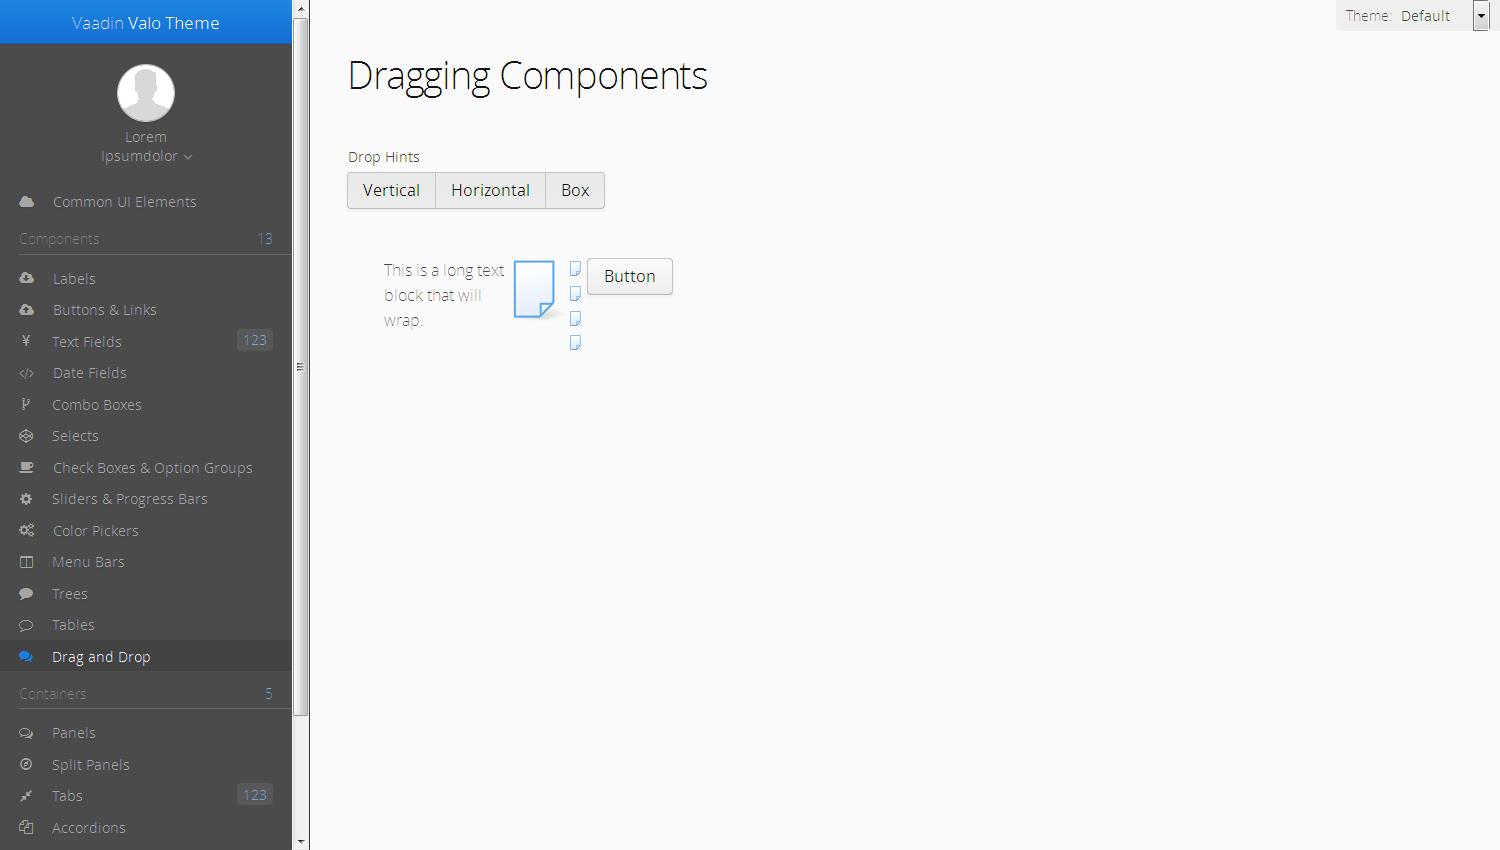 Vaadin Valo Theme
Lorem
Ipsumdolor
Common UI Elements
Components 13
Labels
Buttons & Links
Text Fields 123
Date Fields
Combo Boxes
Selects
Check Boxes & Option Groups
Sliders & Progress Bars
Color Pickers
Menu Bars
Trees
Tables
Drag and Drop
Containers 5
Panels
Split Panels
Tabs 123
Accordions
Theme: Default
Dragging Components
Drop Hints
Vertical Horizontal Box
This is a long text
block that will
wrap.
Button